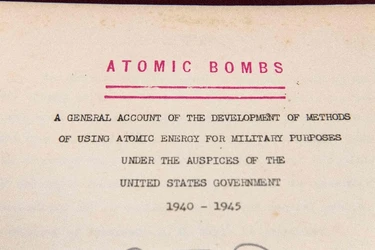 ATOMIC BOMBS
A GENERAL ACCOUNT OF THE DEVELOPMENT OF METHODS
OF USING ATOMIC ENERGY FOR MILITARY PURPOSES
UNDER THE AUSPICES OF THE
UNITED STATES GOVERNMENT
1940 - 1945